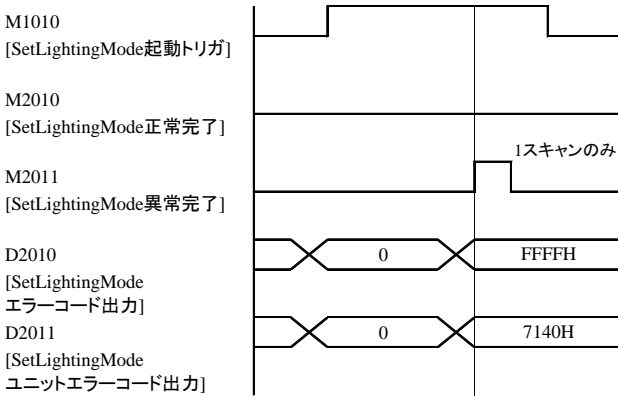 M1010
[SetLightingMode起動トリガ]
M2010
[SetLightingMode正常完了]
1スキャンのみ
M2011
[SetLightingMode異常完了]
D2010
0
FFFFH
[SetLightingMode
エラーコード出力]
D2011
0
7140H
[SetLightingMode
ユニットエラーコード出力]